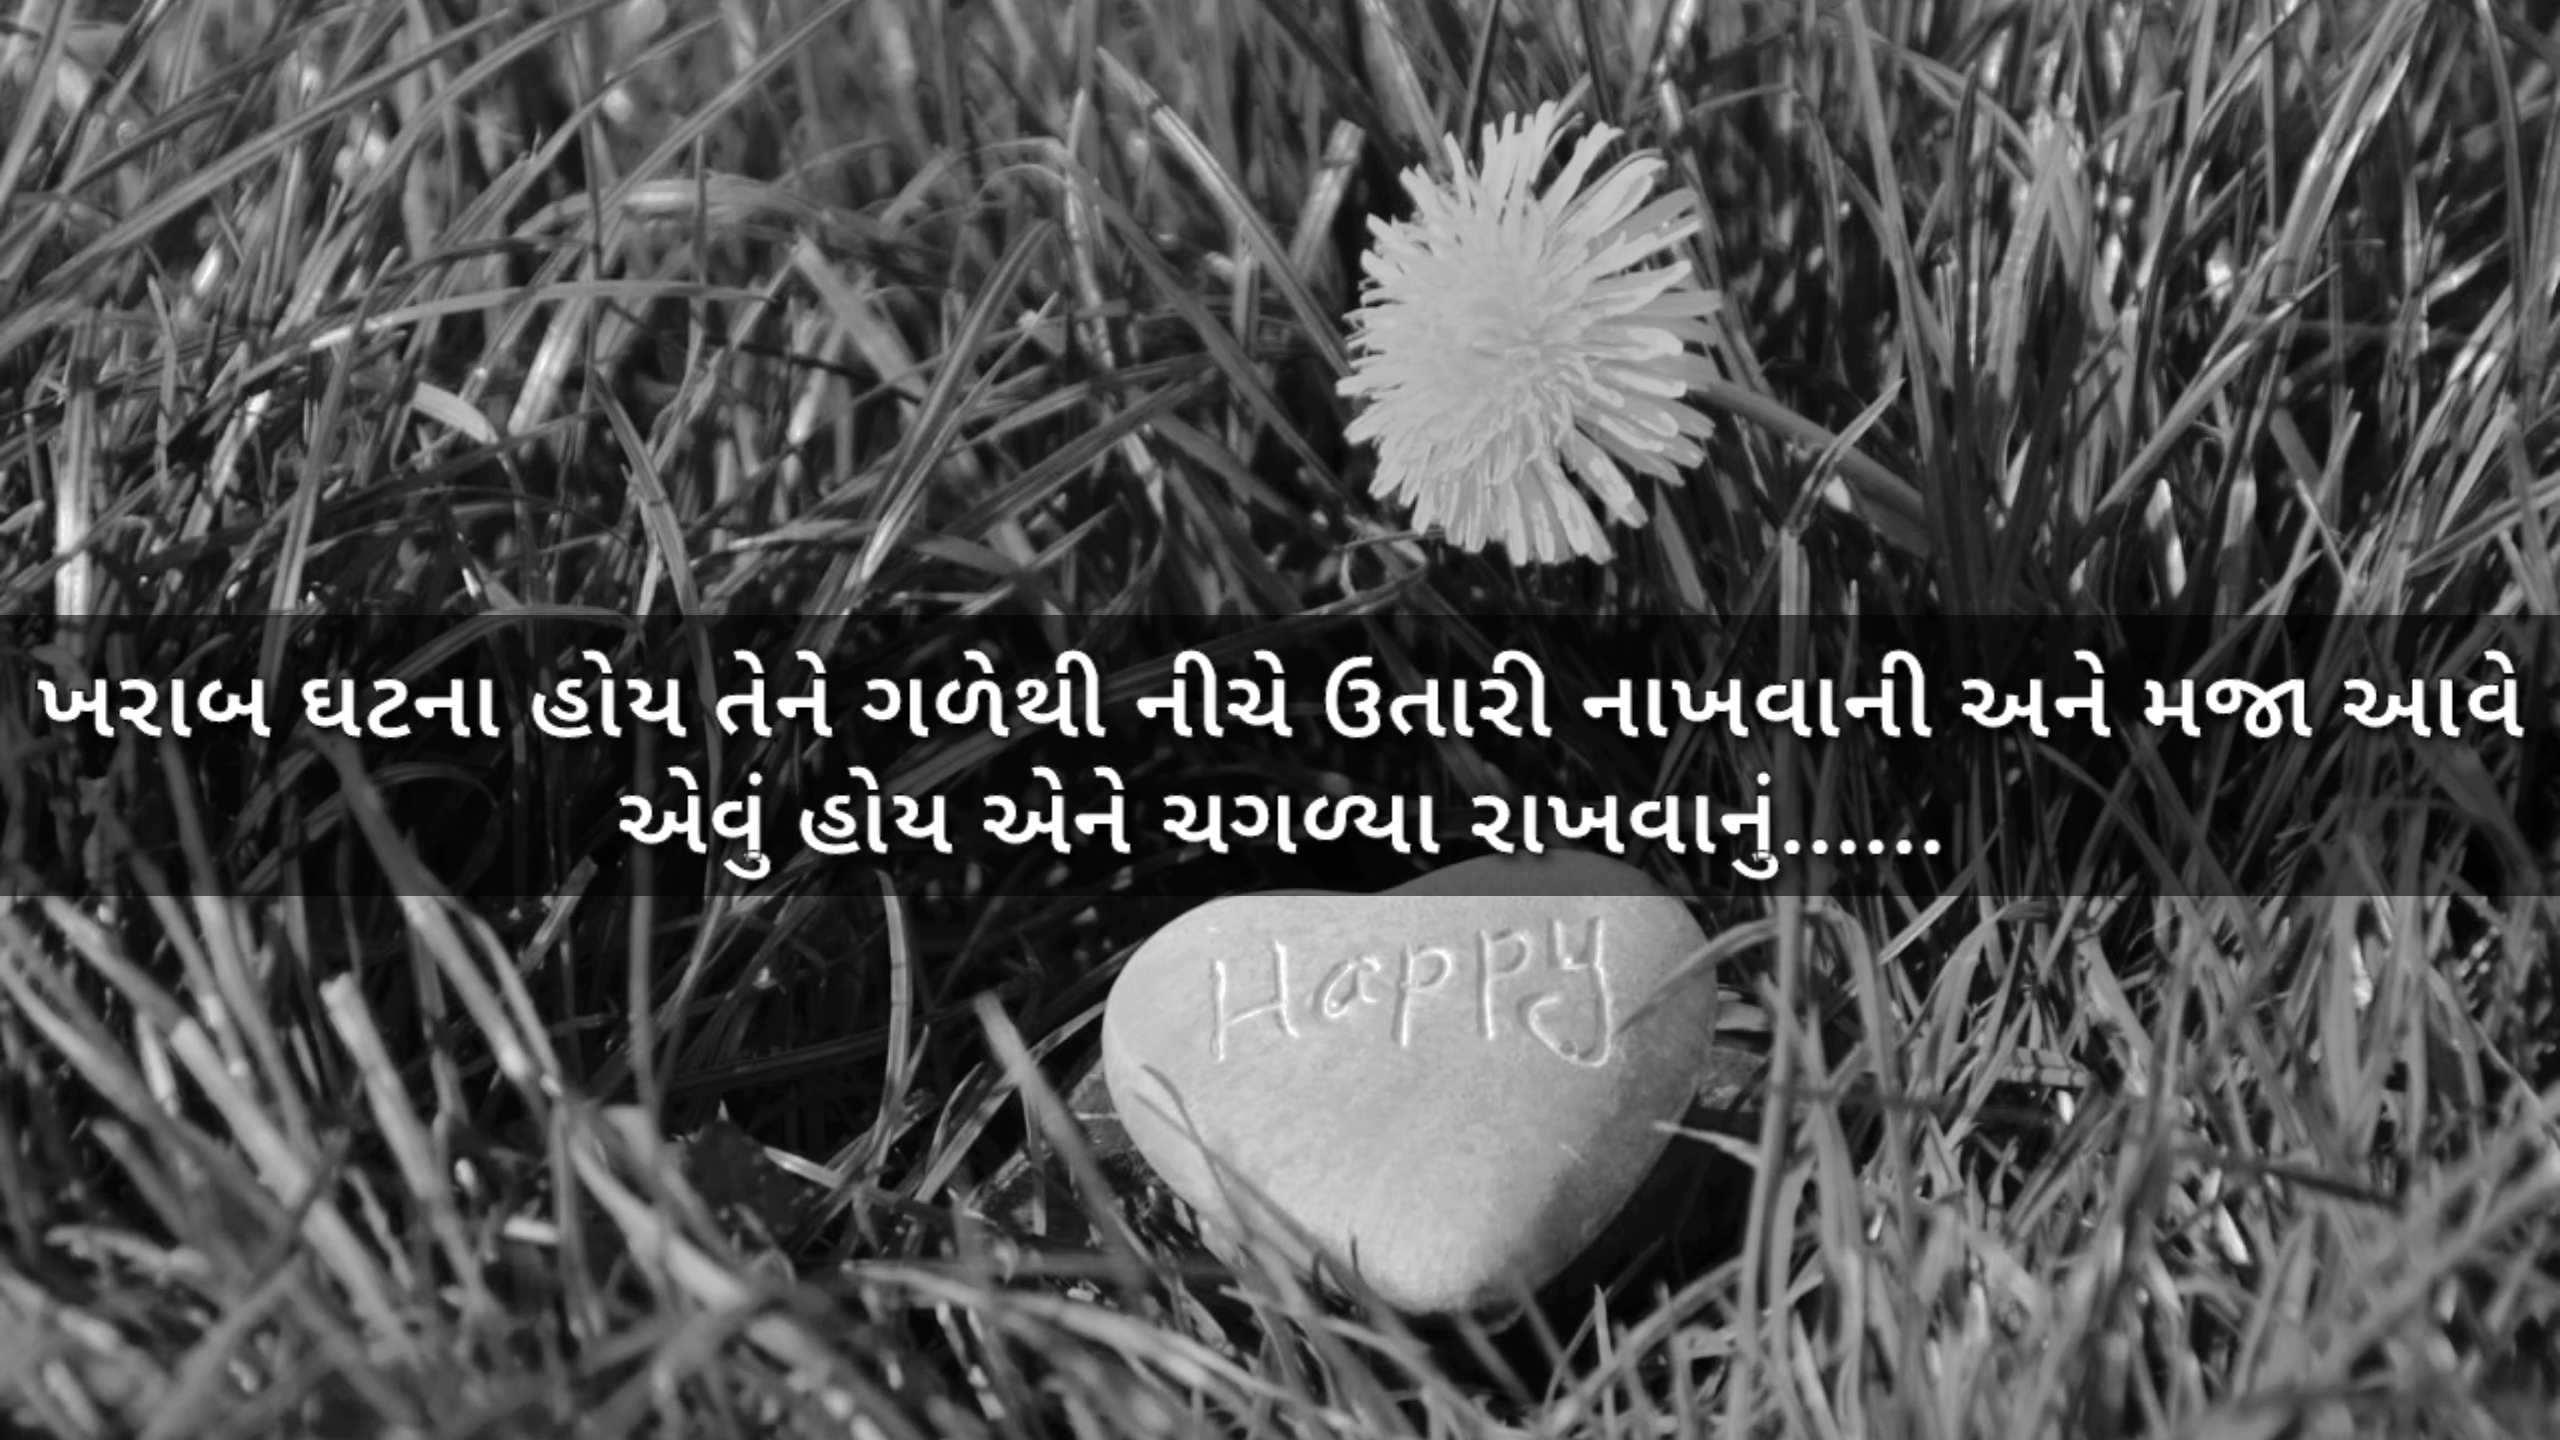 ખરાબ ઘટના હોય તેને ગળેથી નીચે ઉતારી નાખવાની અને મજા આવે
એવું હોય એને ચગળ્યા રાખવાનું......
Happy